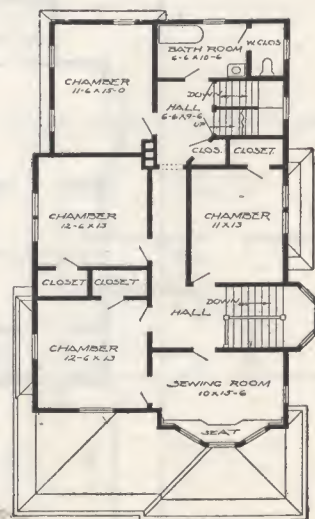 BATH ROOM
6-6 X 10-6
W. CLOS
CHAMBER
11-6 X 15-0
DOWN
HALL
6-6 X 9-6
UP
CLOS.
CLOSET.
CHAMBER
12-6 X 13
CHAMBER
11 X 13
CLOSET
CLOSET
DOWN
HALL
CHAMBER
12-6 X 13
SEWING ROOM
10 X 15-6
SEAT